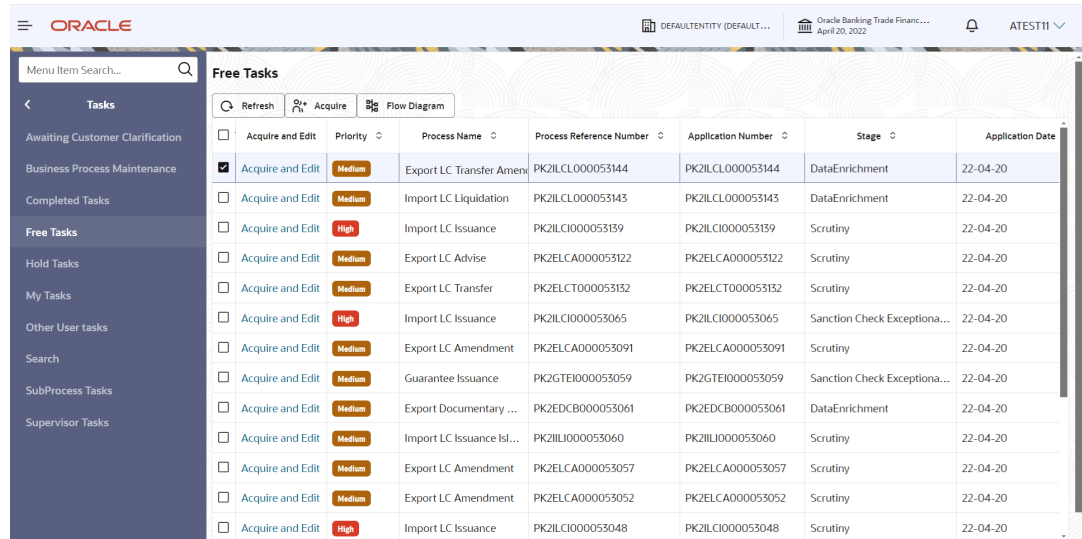 ORACLE
DEFAULTENTITY (DEFAULT...
Oracle Banking Trade Financ...
April 20, 2022
ATEST11
Menu Item Search...
Tasks
Awaiting Customer Clarification
Business Process Maintenance
Completed Tasks
Free Tasks
Hold Tasks
My Tasks
Other User tasks
Search
SubProcess Tasks
Supervisor Tasks
Free Tasks
Refresh Acquire Flow Diagram
Acquire and Edit Priority Process Name Process Reference Number Application Number Stage Application Date
Acquire and Edit Medium Export LC Transfer Amen PK2ILCL000053144 PK2ILCL000053144 DataEnrichment 22-04-20
Acquire and Edit Medium Import LC Liquidation PK2ILCL000053143 PK2ILCL000053143 DataEnrichment 22-04-20
Acquire and Edit High Import LC Issuance PK2ILCI000053139 PK2ILCI000053139 Scrutiny 22-04-20
Acquire and Edit Medium Export LC Advise PK2ELCA000053122 PK2ELCA000053122 Scrutiny 22-04-20
Acquire and Edit Medium Export LC Transfer PK2ELCT000053132 PK2ELCT000053132 Scrutiny 22-04-20
Acquire and Edit High Import LC Issuance PK2ILCI000053065 PK2ILCI000053065 Sanction Check Exceptiona... 22-04-20
Acquire and Edit Medium Export LC Amendment PK2ELCA000053091 PK2ELCA000053091 Scrutiny 22-04-20
Acquire and Edit Medium Guarantee Issuance PK2GTEI000053059 PK2GTEI000053059 Sanction Check Exceptiona... 22-04-20
Acquire and Edit Medium Export Documentary ... PK2EDCB000053061 PK2EDCB000053061 DataEnrichment 22-04-20
Acquire and Edit Medium Import LC Issuance Isl... PK2IILI000053060 PK2IILI000053060 Scrutiny 22-04-20
Acquire and Edit Medium Export LC Amendment PK2ELCA000053057 PK2ELCA000053057 Scrutiny 22-04-20
Acquire and Edit Medium Export LC Amendment PK2ELCA000053052 PK2ELCA000053052 Scrutiny 22-04-20
Acquire and Edit High Import LC Issuance PK2ILCI000053048 PK2ILCI000053048 Scrutiny 22-04-20